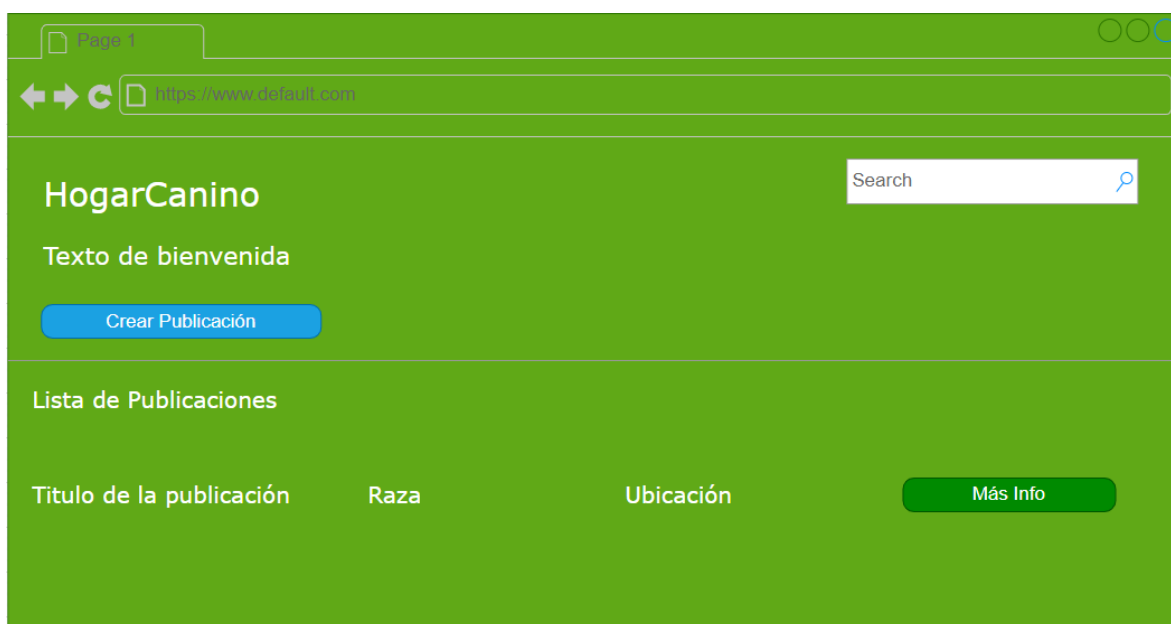 Page 1
https://www.default.com
HogarCanino
Search
Texto de bienvenida
Crear Publicación
Lista de Publicaciones
Titulo de la publicación Raza Ubicación Más Info